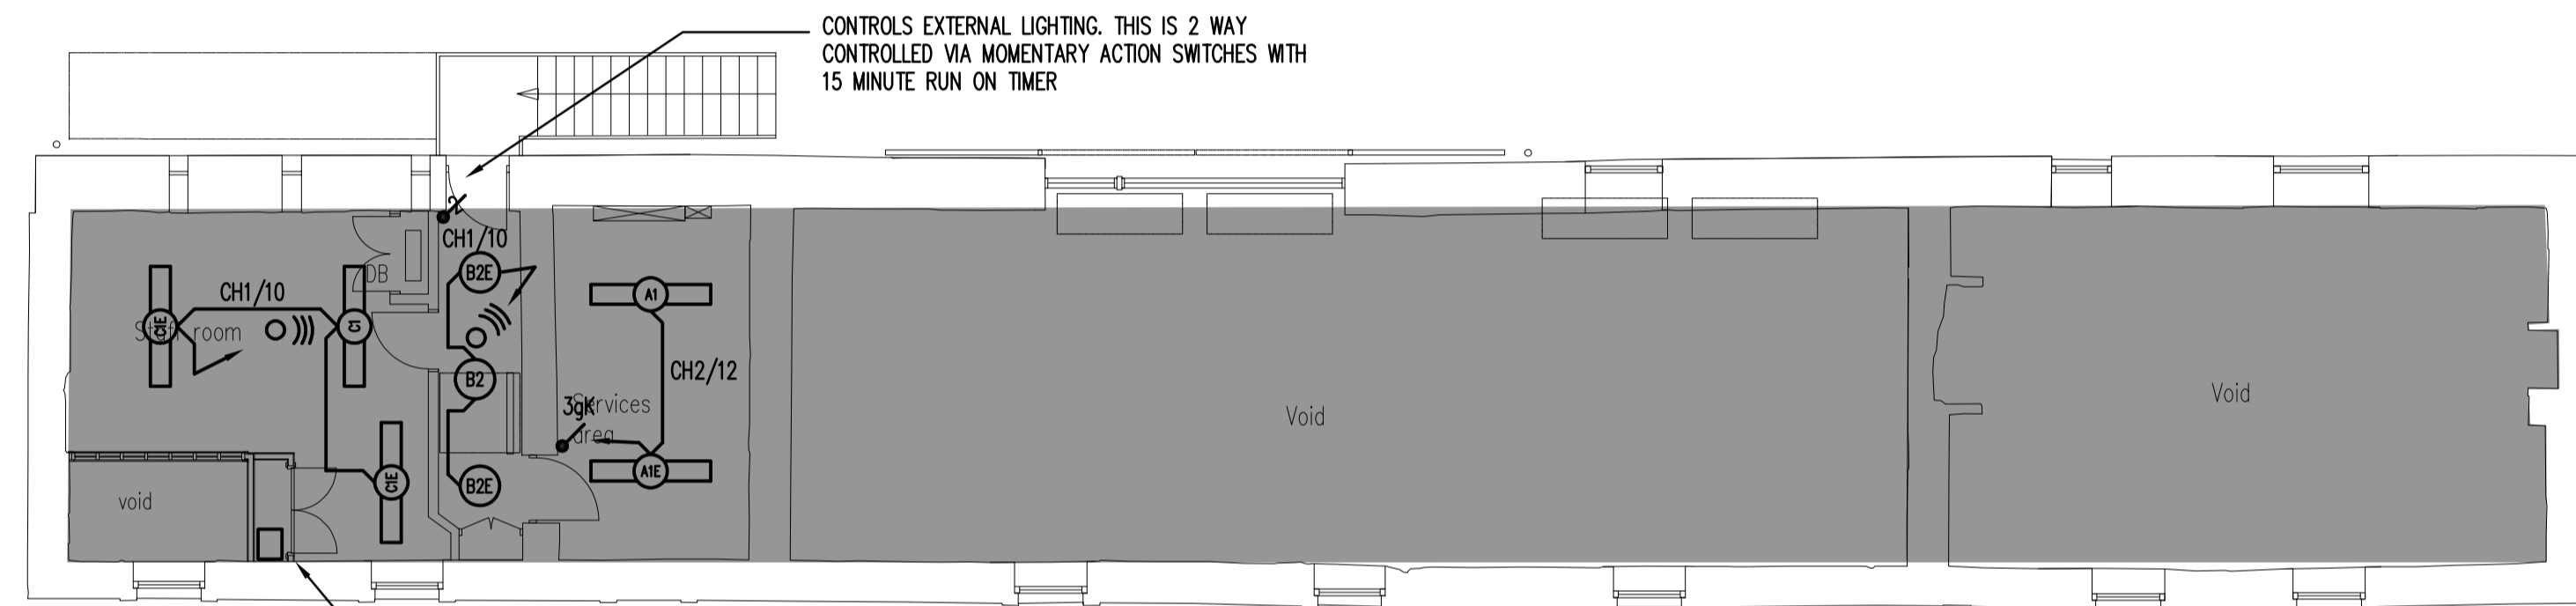 CONTROLS EXTERNAL LIGHTING. THIS IS 2 WAY
CONTROLLED VIA MOMENTARY ACTION SWITCHES WITH
15 MINUTE RUN ON TIMER
2
CH1/10
B2E
DB
A1
CH1/10
C1E
C1
Staff room
B2
CH2/12
3gK
Services
area
Void
Void
A1E
C1E
B2E
void